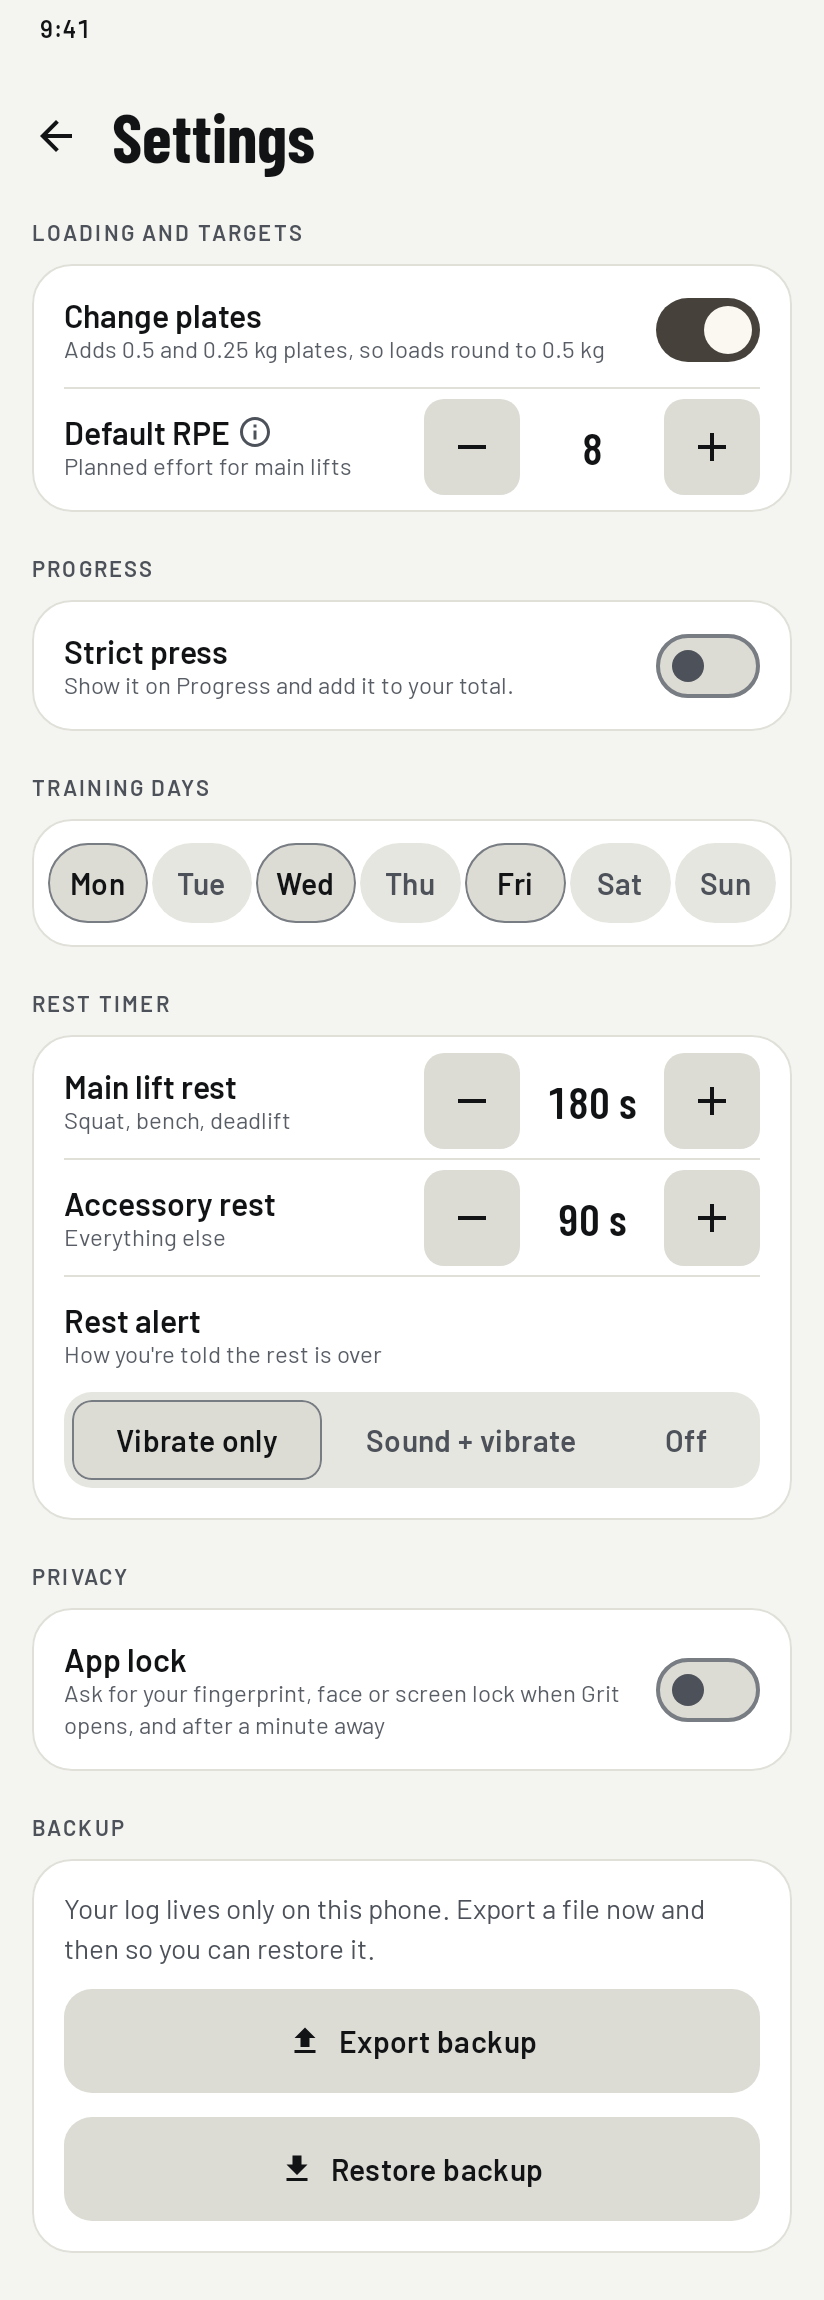 9:41
Settings
LOADING AND TARGETS
Change plates
Adds 0.5 and 0.25 kg plates, so loads round to 0.5 kg
Default RPE
Planned effort for main lifts
8
PROGRESS
Strict press
Show it on Progress and add it to your total.
TRAINING DAYS
Mon Tue Wed Thu Fri Sat Sun
REST TIMER
Main lift rest
Squat, bench, deadlift
180 s
Accessory rest
Everything else
90 s
Rest alert
How you're told the rest is over
Vibrate only Sound + vibrate Off
PRIVACY
App lock
Ask for your fingerprint, face or screen lock when Grit
opens, and after a minute away
BACKUP
Your log lives only on this phone. Export a file now and
then so you can restore it.
Export backup
Restore backup